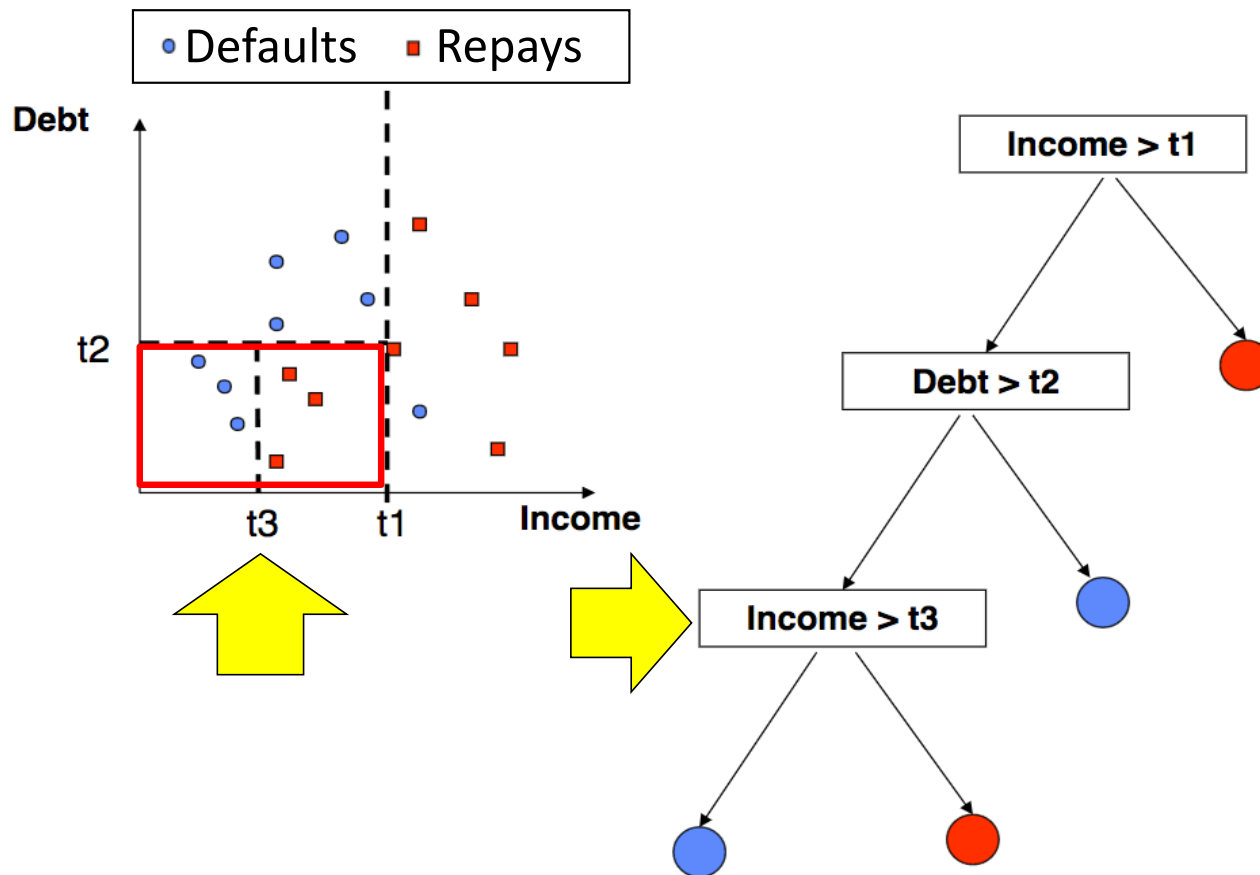 Defaults Repays
Debt
Income > t1
t2
Debt > t2
t3 t1 Income
Income > t3